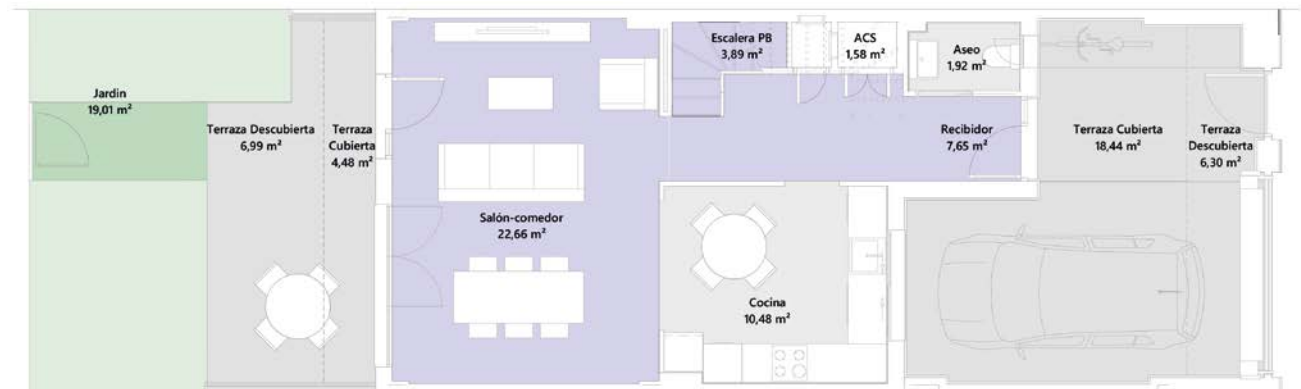 Jardin
19,01 m²
Terraza Descubierta
6,99 m²
Terraza
Cubierta
4,48 m²
Salón-comedor
22,66 m²
Escalera PB
3,89 m²
ACS
1,58 m²
Aseo
1,92 m²
Recibidor
7,65 m²
Cocina
10,48 m²
Terraza Cubierta
18,44 m²
Terraza
Descubierta
6,30 m²